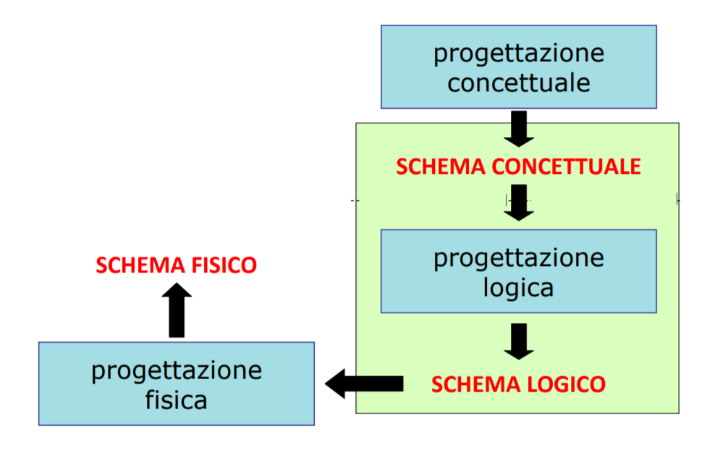 progettazione
concettuale
SCHEMA CONCETTUALE
progettazione
logica
SCHEMA LOGICO
progettazione
fisica
SCHEMA FISICO